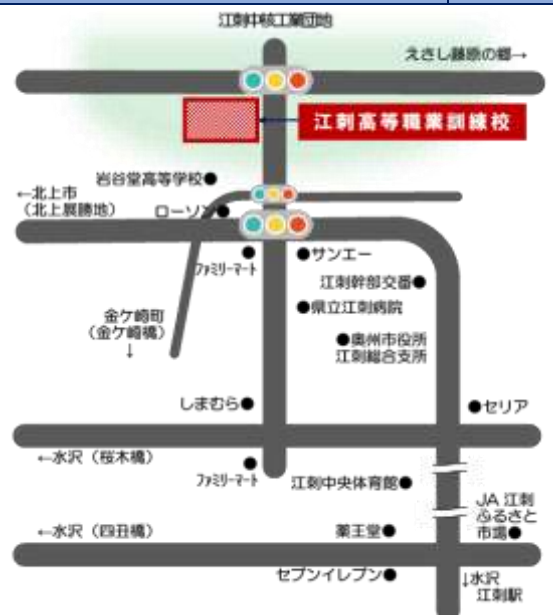 江刺中核工業団地
えさし藤原の郷→
江刺高等職業訓練校
岩谷堂高等学校●
←北上市
（北上展勝地）
ローソン●
●
ファミリーマート
●サンエー
江刺幹部交番●
●県立江刺病院
金ケ崎町
（金ケ崎橋）
↓
●奥州市役所
江刺総合支所
しまむら●
●セリア
←水沢（桜木橋）
●
ファミリーマート
江刺中央体育館●
JA 江刺
ふるさと
市場●
←水沢（四丑橋）
薬王堂●
セブンイレブン●
↓水沢
江刺駅